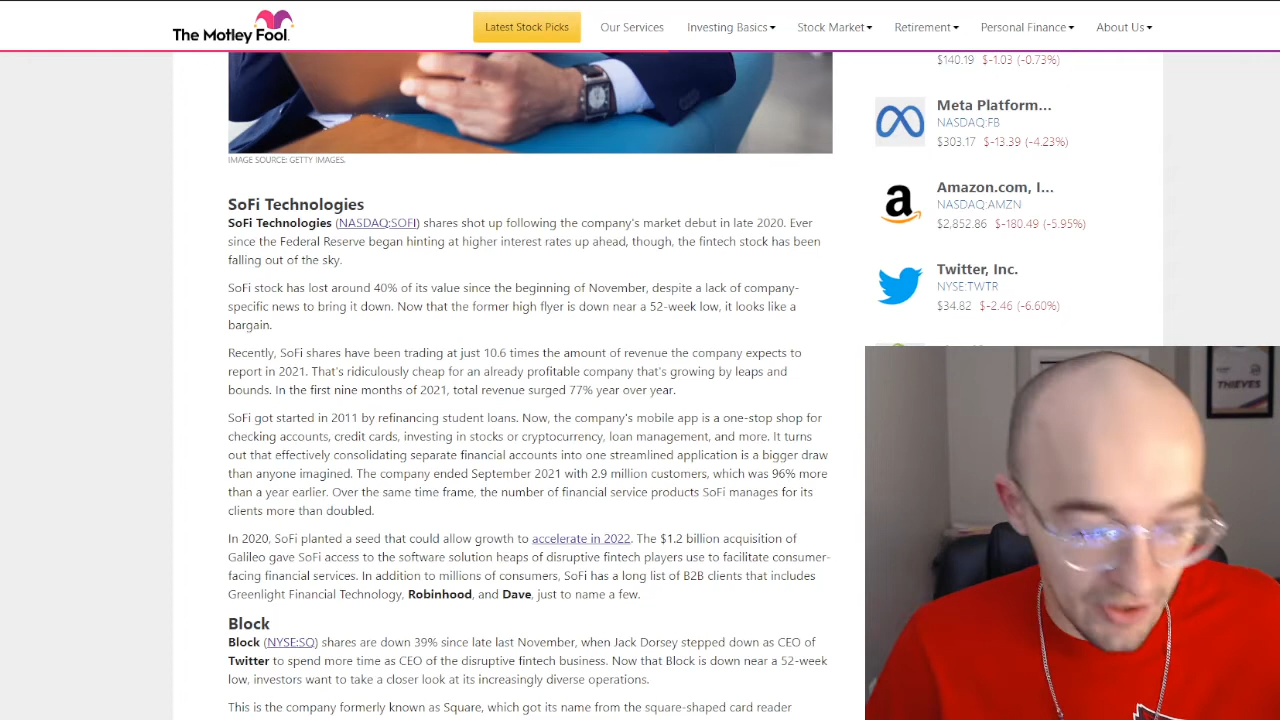 The Motley Fool.
Latest Stock Picks
Our Services
Investing Basics
Stock Market
Retirement
Personal Finance
About Us
IMAGE SOURCE: GETTY IMAGES.
SoFi Technologies
SoFi Technologies (NASDAQ:SOFI) shares shot up following the company's market debut in late 2020. Ever
since the Federal Reserve began hinting at higher interest rates up ahead, though, the fintech stock has been
falling out of the sky.
SoFi stock has lost around 40% of its value since the beginning of November, despite a lack of company-
specific news to bring it down. Now that the former high flyer is down near a 52-week low, it looks like a
bargain.
Recently, SoFi shares have been trading at just 10.6 times the amount of revenue the company expects to
report in 2021. That's ridiculously cheap for an already profitable company that's growing by leaps and
bounds. In the first nine months of 2021, total revenue surged 77% year over year.
SoFi got started in 2011 by refinancing student loans. Now, the company's mobile app is a one-stop shop for
checking accounts, credit cards, investing in stocks or cryptocurrency, loan management, and more. It turns
out that effectively consolidating separate financial accounts into one streamlined application is a bigger draw
than anyone imagined. The company ended September 2021 with 2.9 million customers, which was 96% more
than a year earlier. Over the same time frame, the number of financial service products SoFi manages for its
clients more than doubled.
In 2020, SoFi planted a seed that could allow growth to accelerate in 2022. The $1.2 billion acquisition of
Galileo gave SoFi access to the software solution heaps of disruptive fintech players use to facilitate consumer-
facing financial services. In addition to millions of consumers, SoFi has a long list of B2B clients that includes
Greenlight Financial Technology, Robinhood, and Dave, just to name a few.
Block
Block (NYSE:SQ) shares are down 39% since late last November, when Jack Dorsey stepped down as CEO of
Twitter to spend more time as CEO of the disruptive fintech business. Now that Block is down near a 52-week
low, investors want to take a closer look at its increasingly diverse operations.
This is the company formerly known as Square, which got its name from the square-shaped card reader
$140.19 $-1.03 (-0.73%)
Meta Platform...
NASDAQ:FB
$303.17 $-13.39 (-4.23%)
Amazon.com, I...
NASDAQ:AMZN
$2,852.86 $-180.49 (-5.95%)
Twitter, Inc.
NYSE:TWTR
$34.82 $-2.46 (-6.60%)
THIEVES